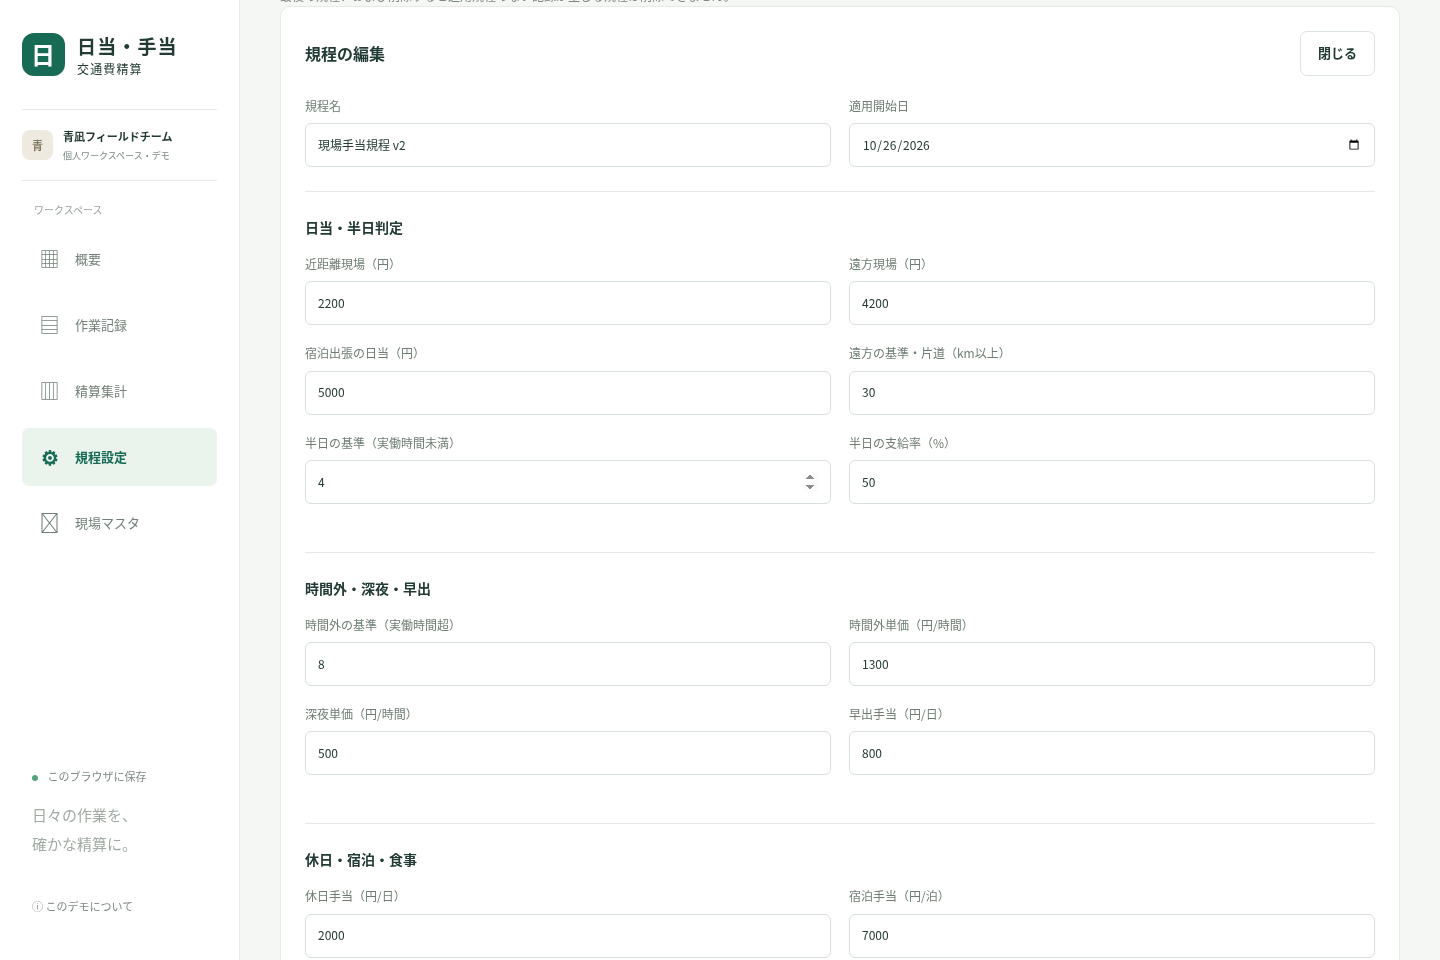 日
日当・手当
交通費精算
青
青凪フィールドチーム
個人ワークスペース・デモ
ワークスペース
概要
作業記録
精算集計
規程設定
現場マスタ
このブラウザに保存
日々の作業を、
確かな精算に。
ⓘ このデモについて
規程の編集
閉じる
規程名
適用開始日
現場手当規程 v2
10/26/2026
日当・半日判定
近距離現場（円）
遠方現場（円）
2200
4200
宿泊出張の日当（円）
遠方の基準・片道（km以上）
5000
30
半日の基準（実働時間未満）
半日の支給率（%）
4
50
時間外・深夜・早出
時間外の基準（実働時間超）
時間外単価（円/時間）
8
1300
深夜単価（円/時間）
早出手当（円/日）
500
800
休日・宿泊・食事
休日手当（円/日）
宿泊手当（円/泊）
2000
7000